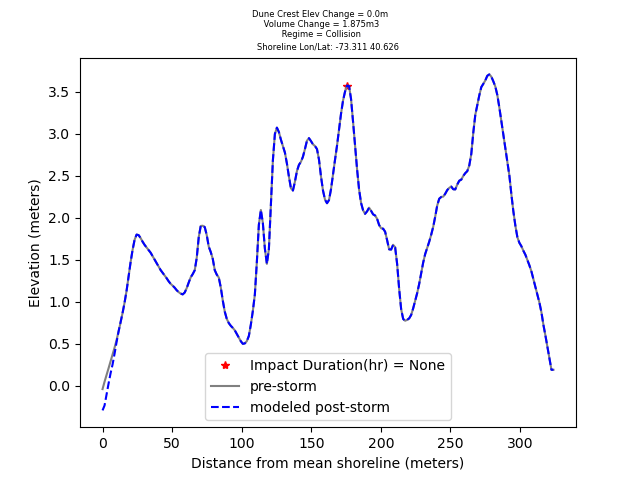 Dune Crest Elev Change = 0.0m
Volume Change = 1.875m3
Regime = Collision
Shoreline Lon/Lat: -73.311 40.626
3.5
3.0
2.5
2.0
1.5
1.0
0.5
0.0
Elevation (meters)
Impact Duration(hr) = None
pre-storm
modeled post-storm
0 50 100 150 200 250 300
Distance from mean shoreline (meters)